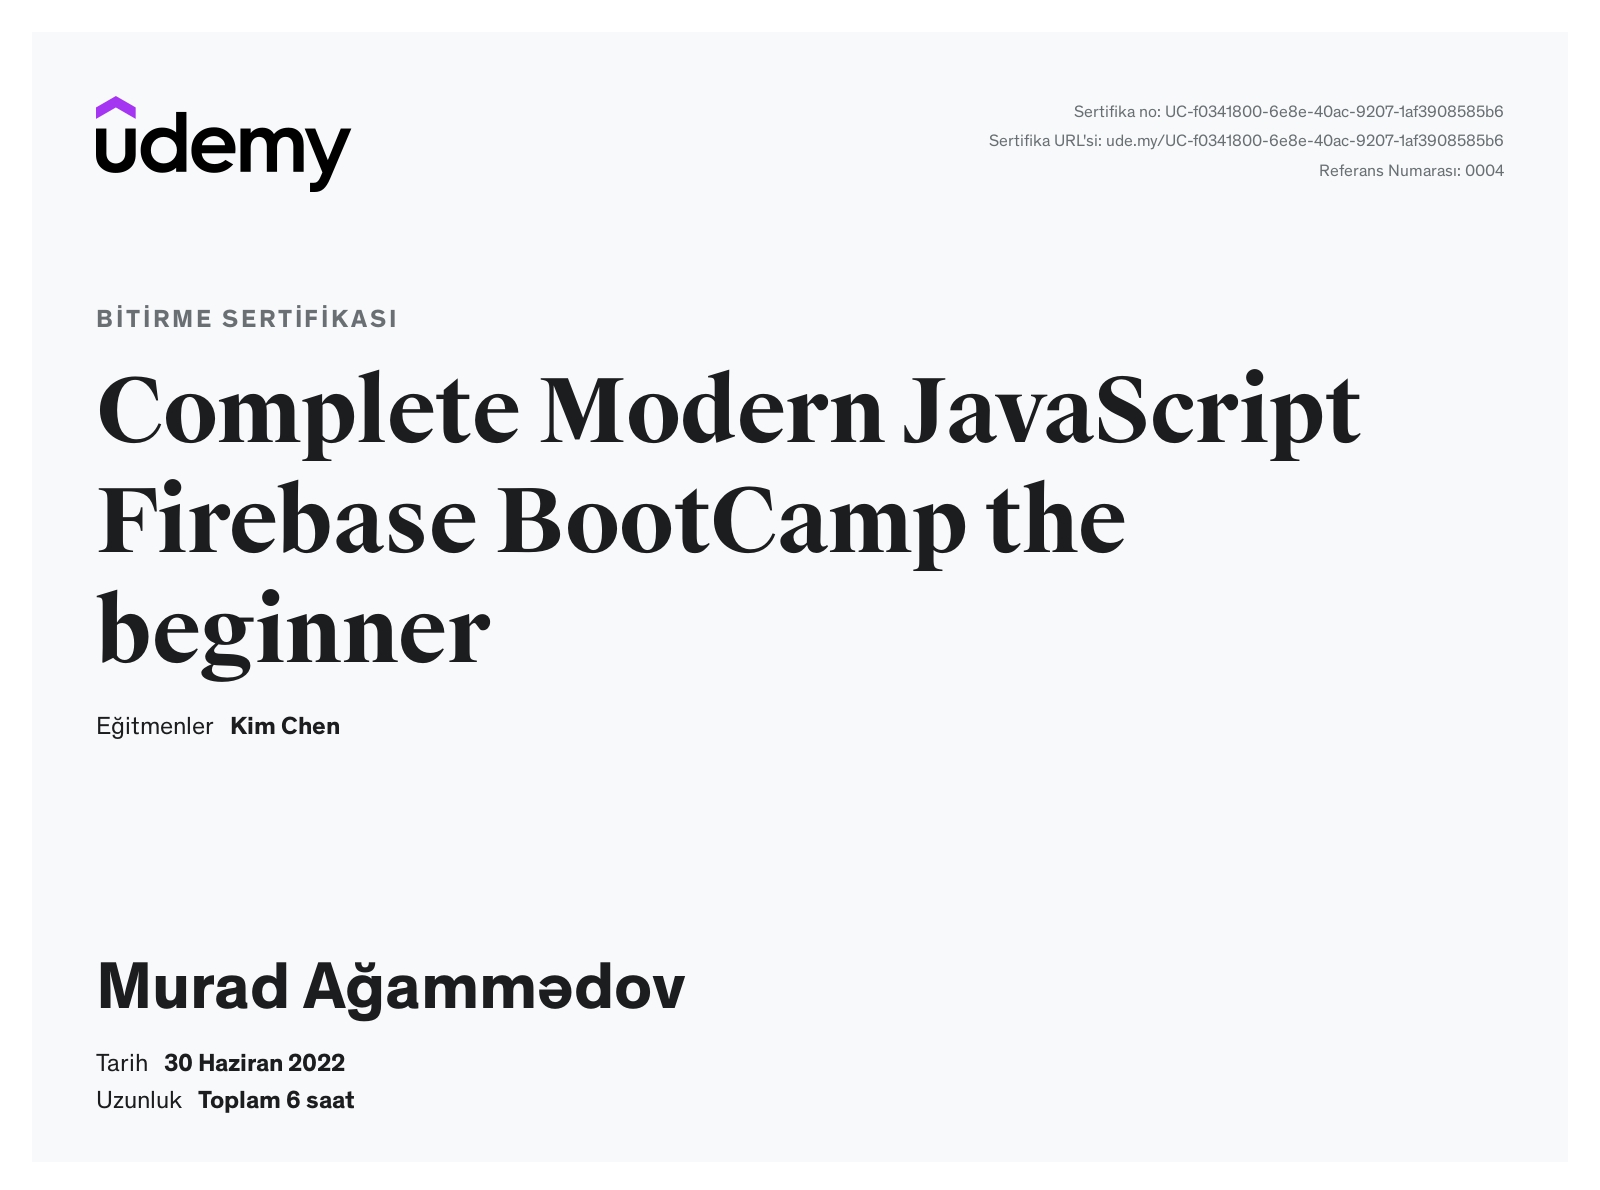 udemy
Sertifika no: UC-f0341800-6e8e-40ac-9207-1af3908585b6
Sertifika URL'si: ude.my/UC-f0341800-6e8e-40ac-9207-1af3908585b6
Referans Numarası: 0004
BİTİRME SERTİFİKASI
Complete Modern JavaScript
Firebase BootCamp the
beginner
Eğitmenler Kim Chen
Murad Ağammədov
Tarih 30 Haziran 2022
Uzunluk Toplam 6 saat